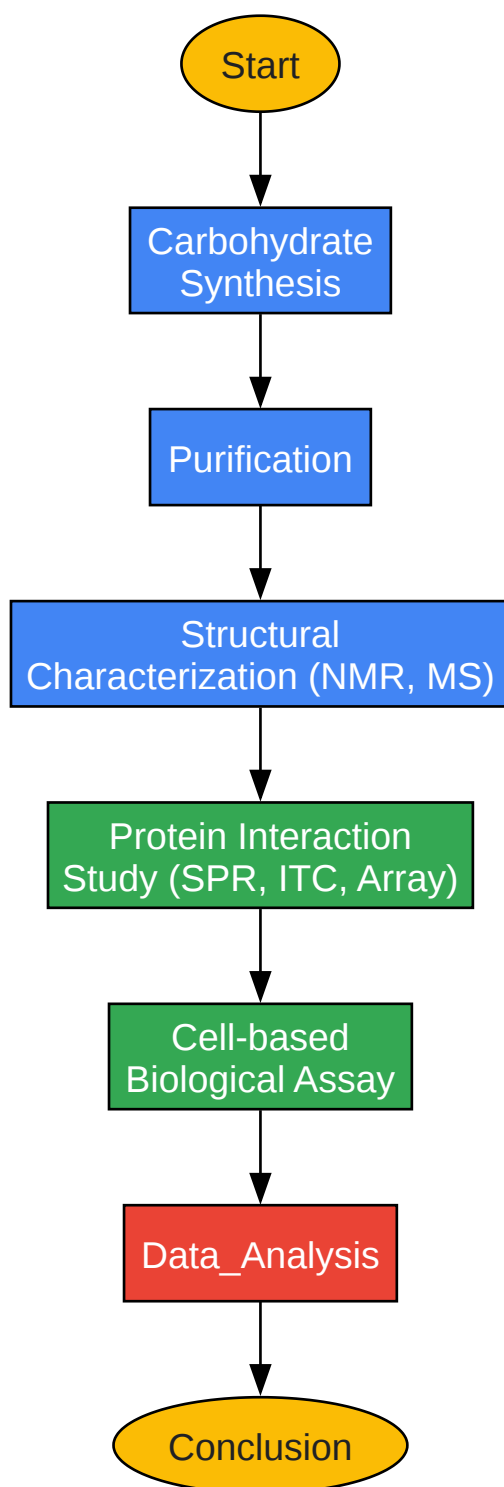 Start
Carbohydrate
Synthesis
Purification
Structural
Characterization (NMR, MS)
Protein Interaction
Study (SPR, ITC, Array)
Cell-based
Biological Assay
Data_Analysis
Conclusion